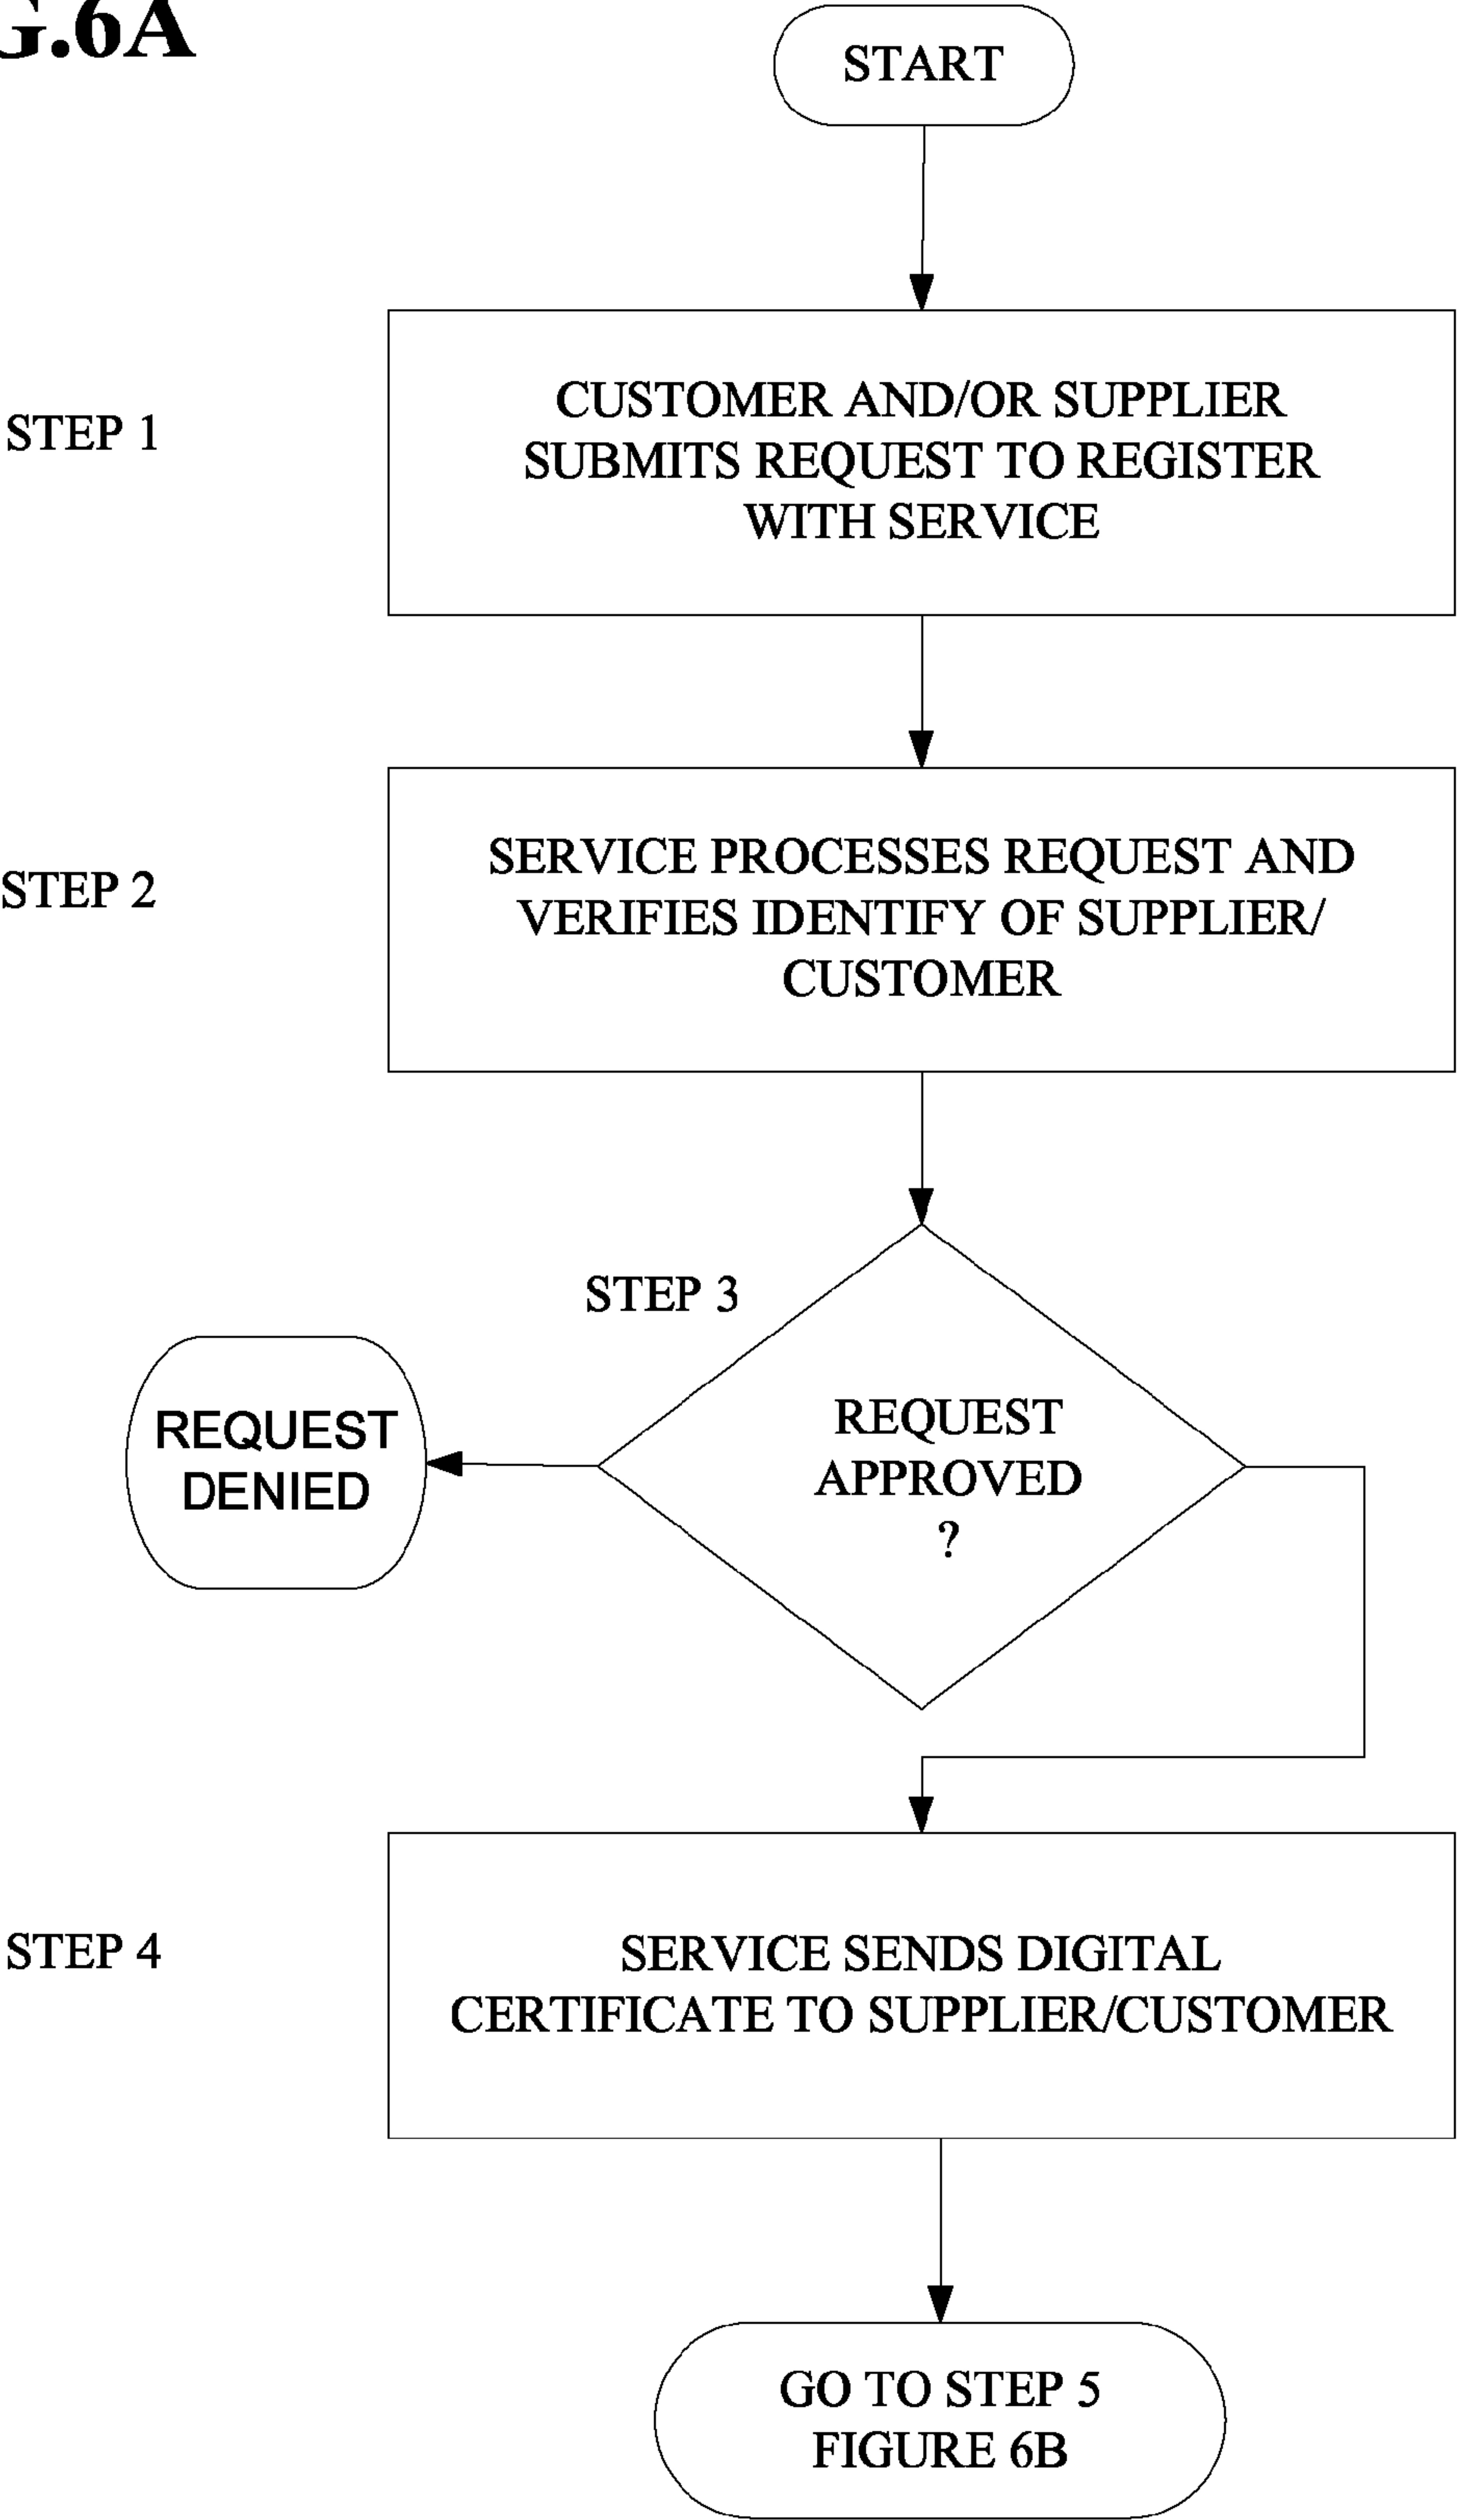 G.6A
START
STEP 1
CUSTOMER AND/OR SUPPLIER
SUBMITS REQUEST TO REGISTER
WITH SERVICE
STEP 2
SERVICE PROCESSES REQUEST AND
VERIFIES IDENTIFY OF SUPPLIER/
CUSTOMER
STEP 3
REQUEST
APPROVED
?
REQUEST
DENIED
STEP 4
SERVICE SENDS DIGITAL
CERTIFICATE TO SUPPLIER/CUSTOMER
GO TO STEP 5
FIGURE 6B